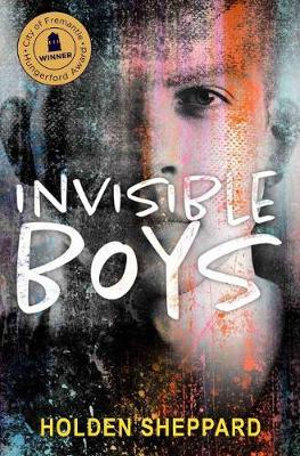 City of Fremantle
WINNER
Hungerford Award
INVISIBLE
BOYS
HOLDEN SHEPPARD